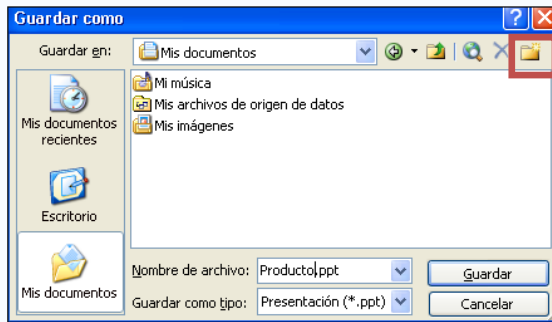 Guardar como
Guardar en:
Mis documentos
Mi música
Mis archivos de origen de datos
Mis imágenes
Mis documentos
recientes
Escritorio
Mis documentos
Nombre de archivo:
Producto.ppt
Guardar
Guardar como tipo:
Presentación (*.ppt)
Cancelar